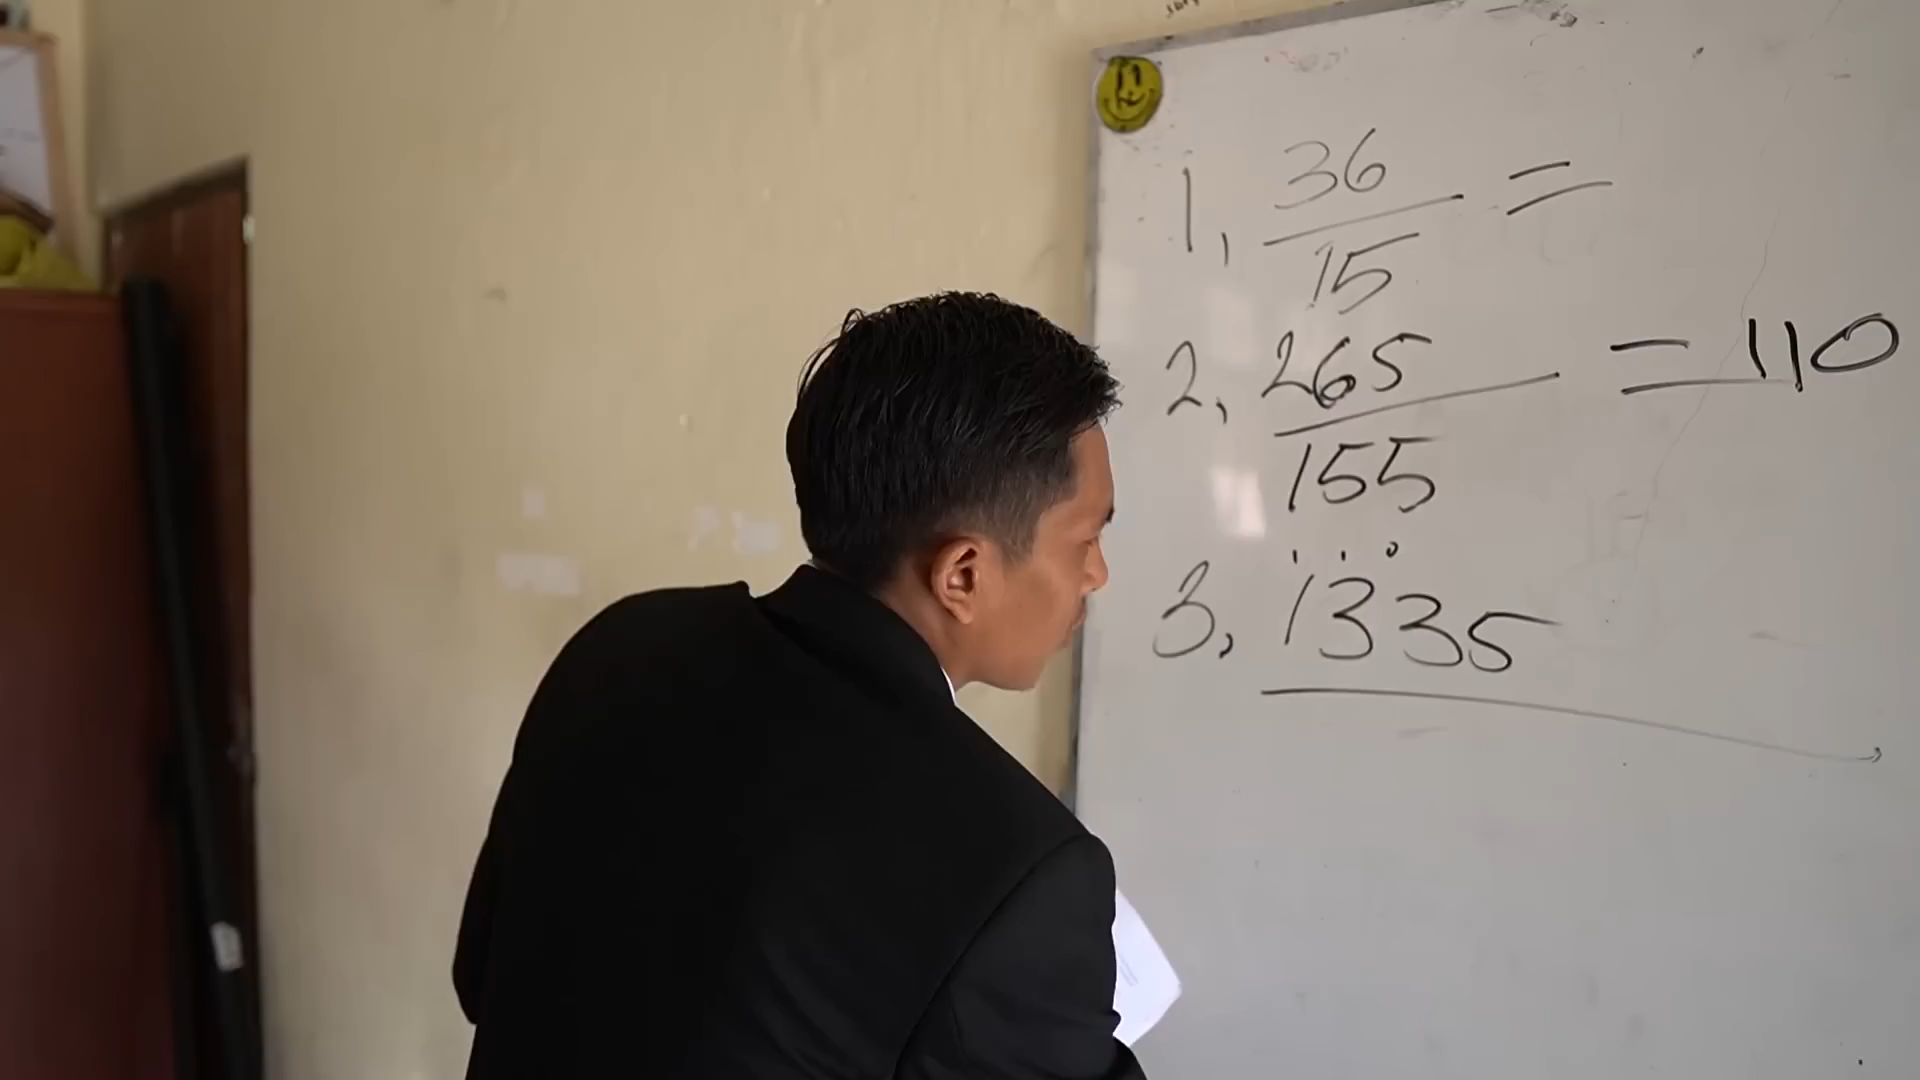 1, 36 =
15
2, 265 = 110
155
3, 1335